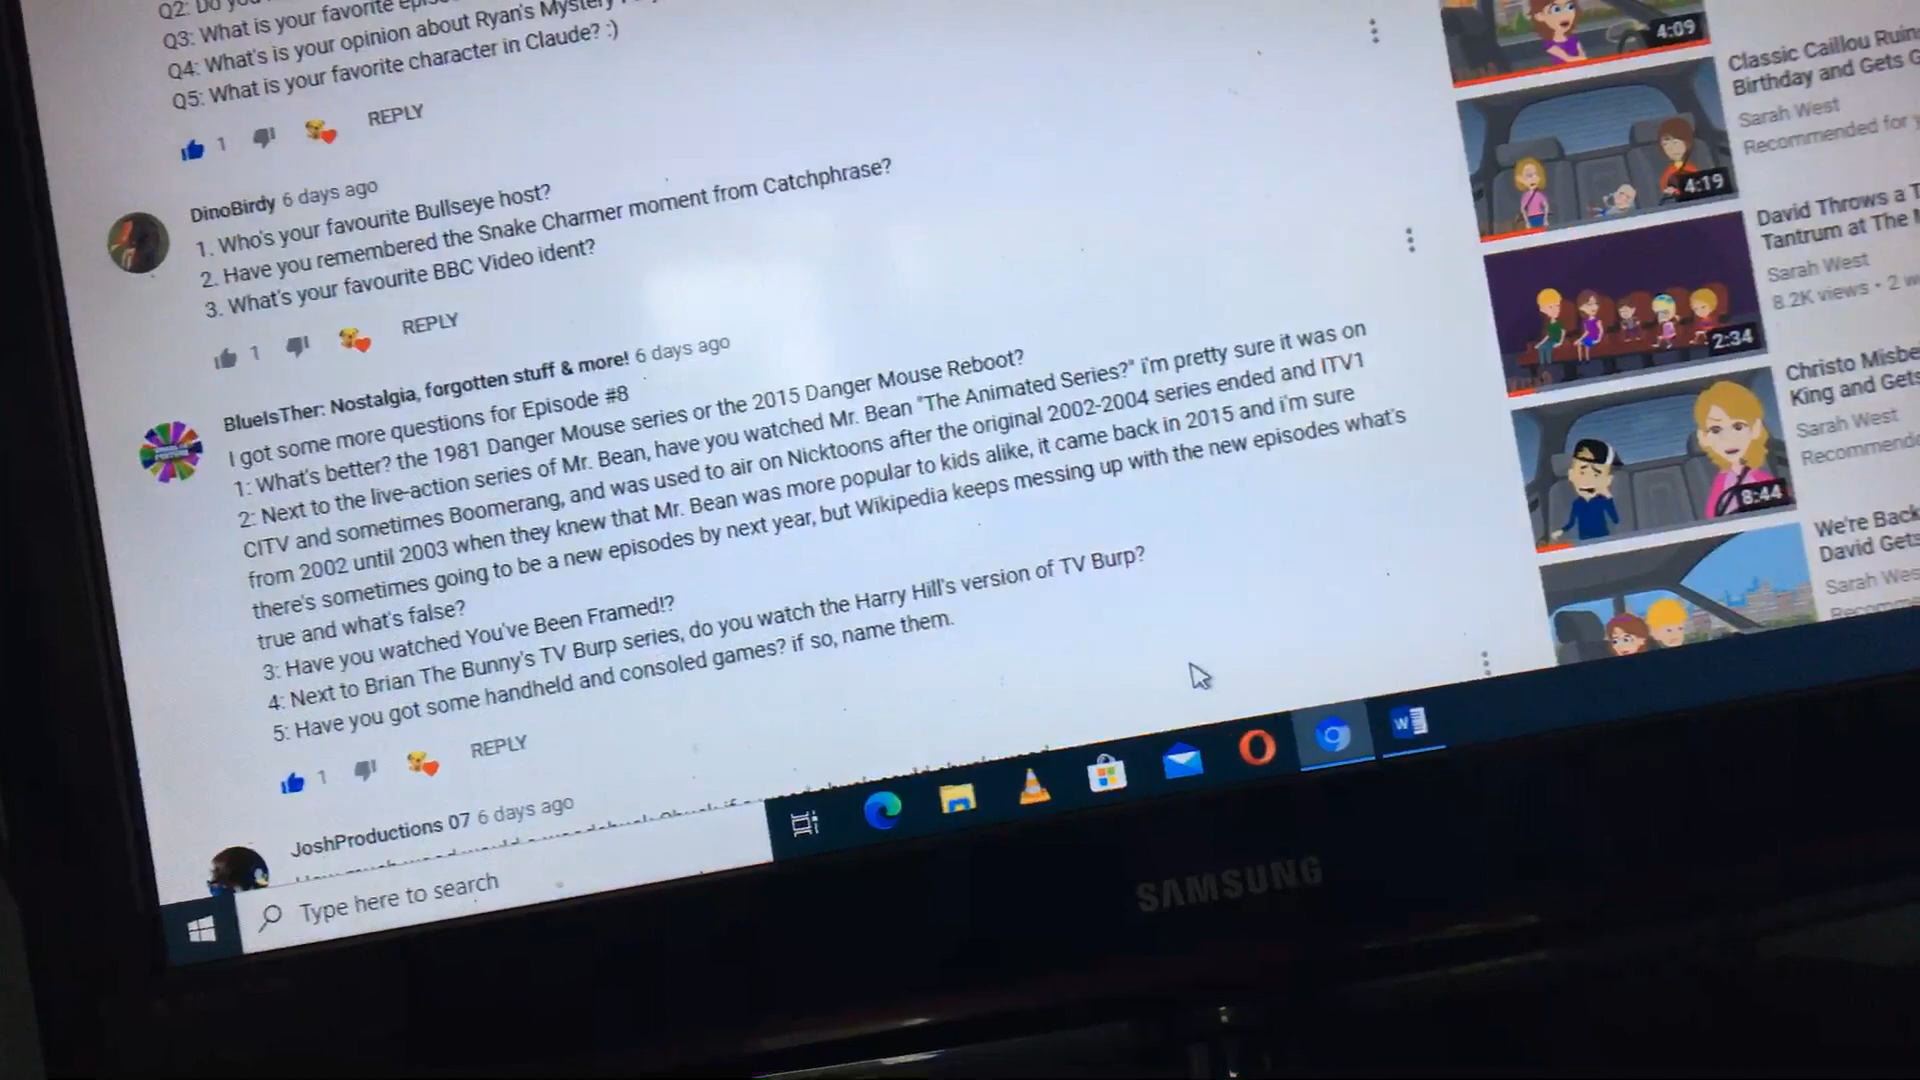 Q2: Do you
Q3: What is your favorite
Q4: What's is your opinion about Ryan's Mystery
Q5: What is your favorite character in Claude? :)
1
REPLY
DinoBirdy 6 days ago
1. Who's your favourite Bullseye host?
2. Have you remembered the Snake Charmer moment from Catchphrase?
3. What's your favourite BBC Video ident?
1
REPLY
BlueIsTher: Nostalgia, forgotten stuff & more! 6 days ago
I got some more questions for Episode #8
1: What's better? the 1981 Danger Mouse series or the 2015 Danger Mouse Reboot?
2: Next to the live-action series of Mr. Bean, have you watched Mr. Bean "The Animated Series?" i'm pretty sure it was on
CITV and sometimes Boomerang, and was used to air on Nicktoons after the original 2002-2004 series ended and ITV1
from 2002 until 2003 when they knew that Mr. Bean was more popular to kids alike, it came back in 2015 and i'm sure
there's sometimes going to be a new episodes by next year, but Wikipedia keeps messing up with the new episodes what's
true and what's false?
3: Have you watched You've Been Framed!?
4: Next to Brian The Bunny's TV Burp series, do you watch the Harry Hill's version of TV Burp?
5: Have you got some handheld and consoled games? if so, name them.
1
REPLY
JoshProductions 07 6 days ago
Type here to search
SAMSUNG
4:09
Classic Caillou Ruin
Birthday and Gets G
Sarah West
Recommended for y
4:19
David Throws a T
Tantrum at The
Sarah West
8.2K views • 2 w
2:34
Christo Misbe
King and Gets
Sarah West
Recommende
8:44
We're Back
David Gets
Sarah Wes
Recomm